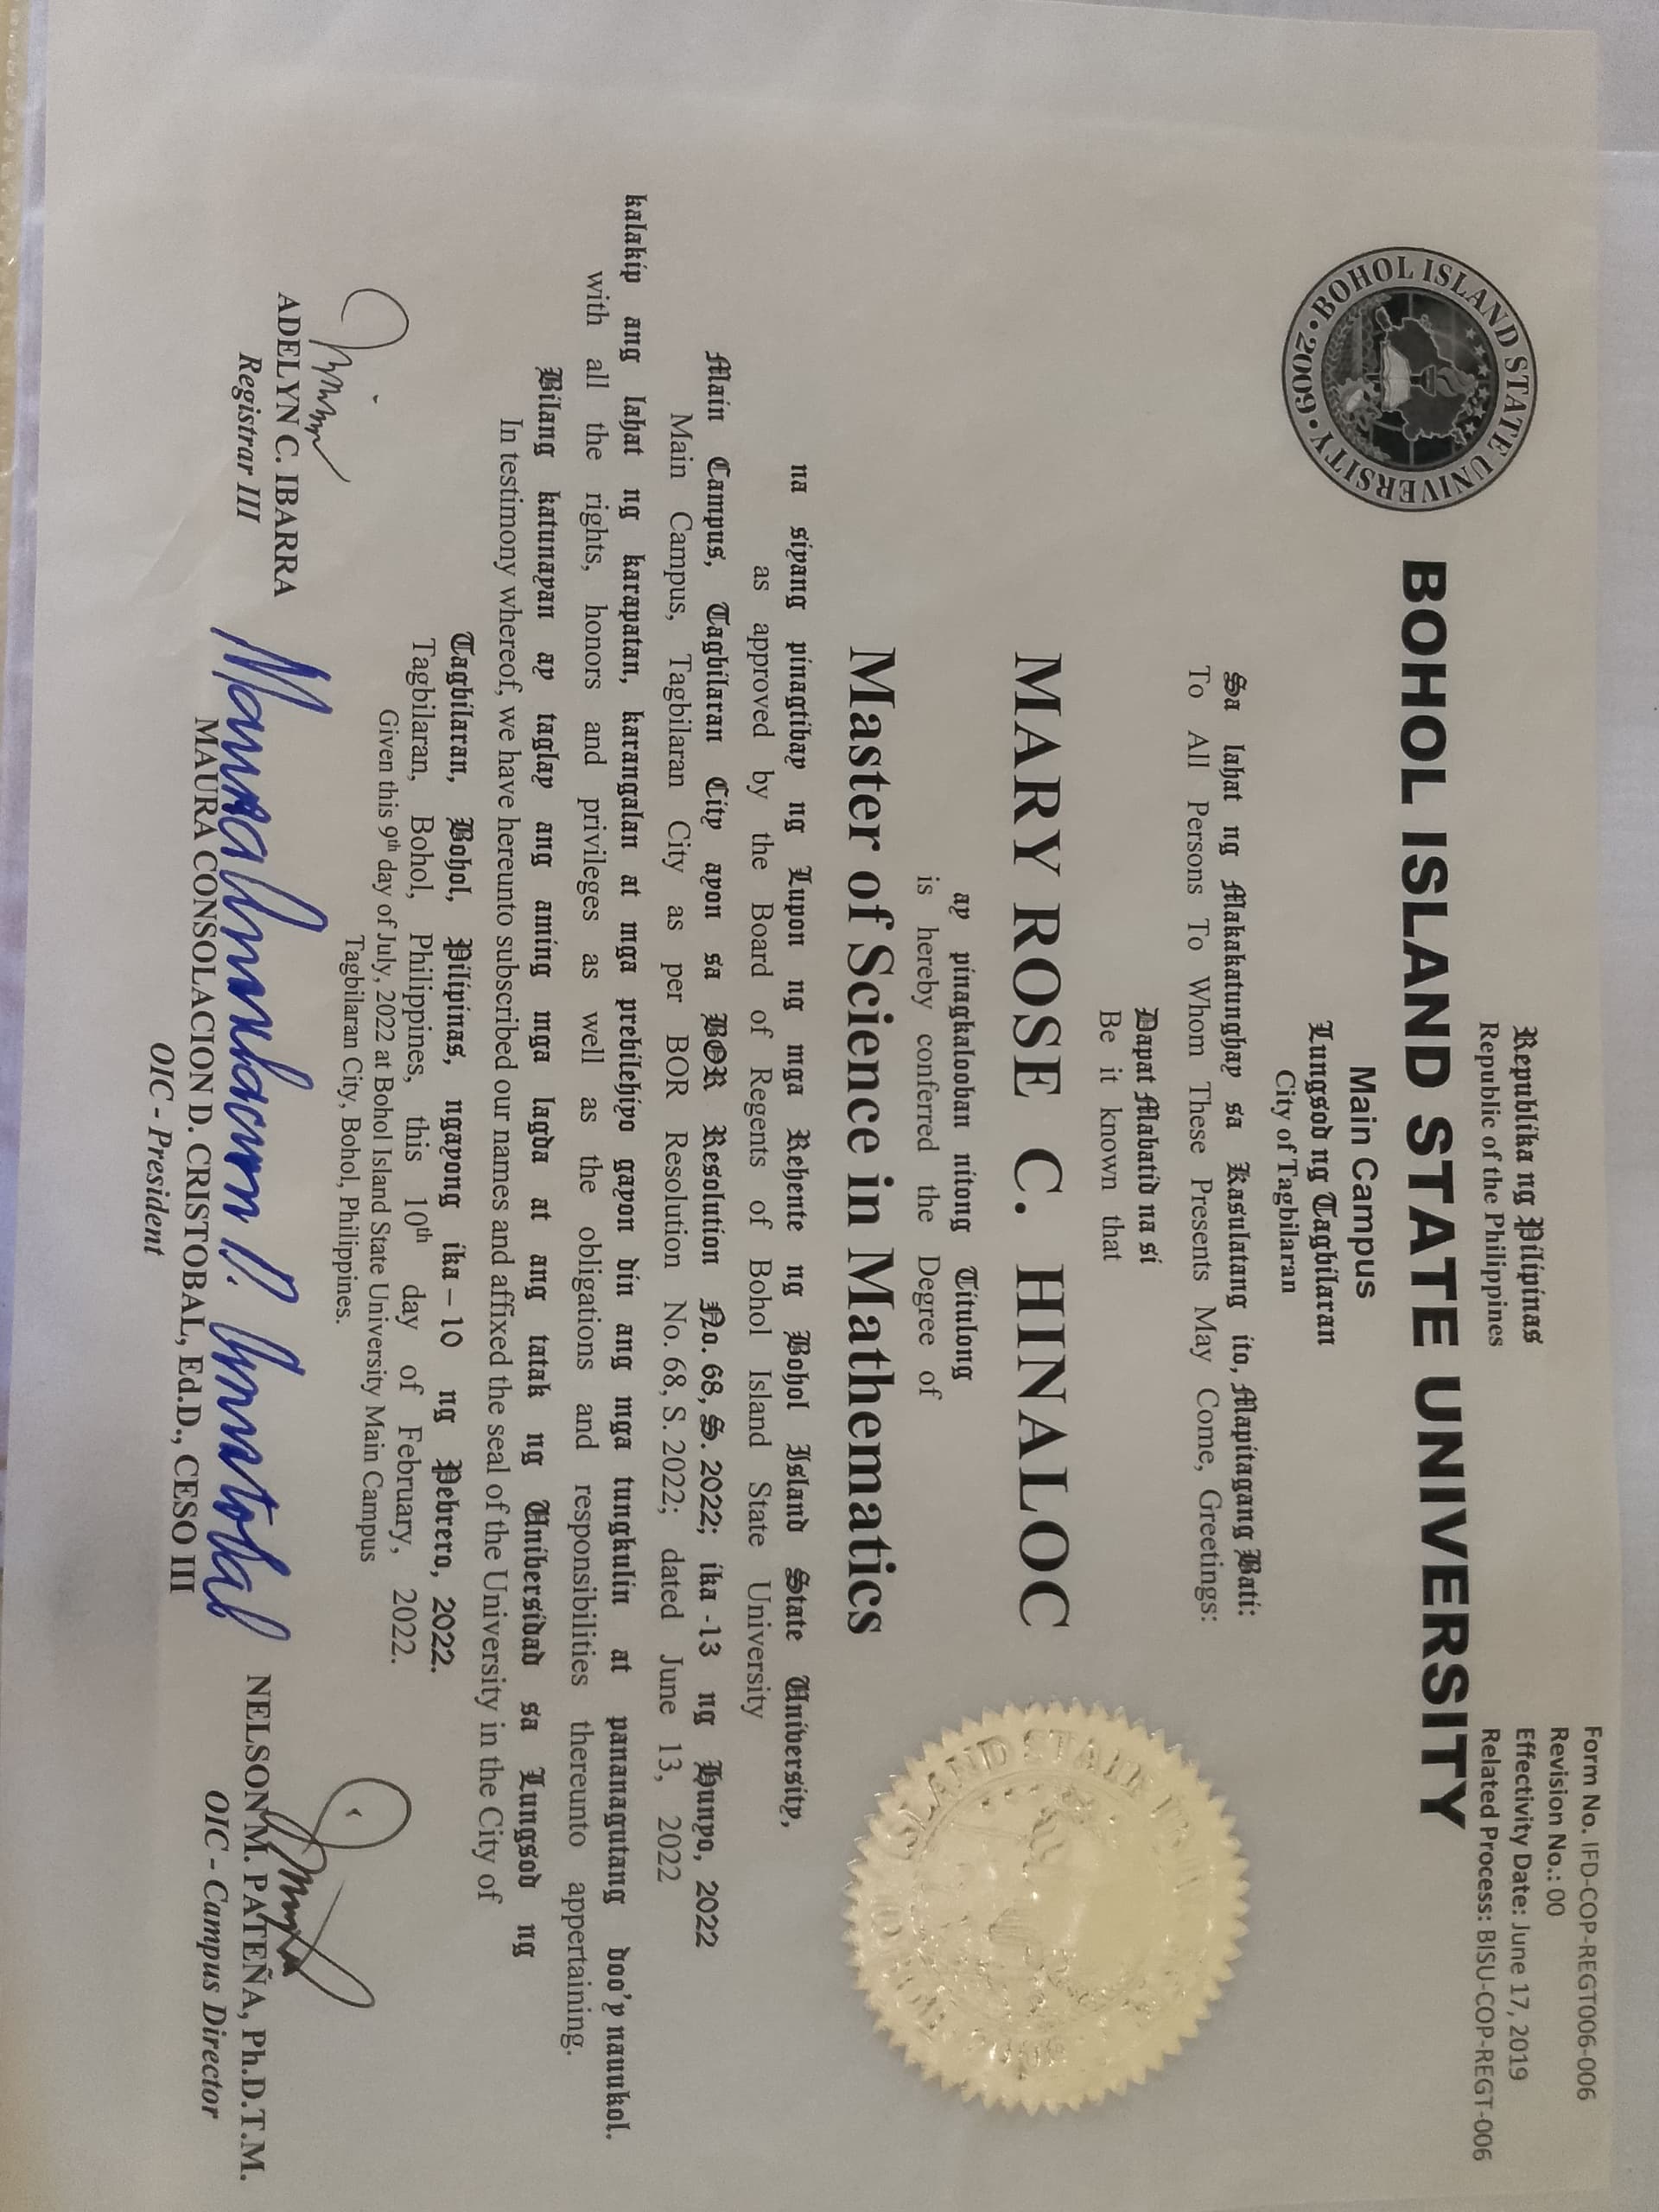 Form No. IFD-COP-REGT006-006
Revision No.: 00
Effectivity Date: June 17, 2019
Related Process: BISU-COP-REGT-006
BOHOL ISLAND STATE UNIVERSITY • 2009 •
Republika ng Pilipinas
Republic of the Philippines
BOHOL ISLAND STATE UNIVERSITY
Main Campus
Lungsod ng Tagbilaran
City of Tagbilaran
Sa lahat ng Makakatunghay sa Kasulatang ito, Mapitagang Bati:
To All Persons To Whom These Presents May Come, Greetings:
Dapat Mabatid na si
Be it known that
MARY ROSE C. HINALOC
ay pinagkalooban nitong Titulong
is hereby conferred the Degree of
Master of Science in Mathematics
na siyang pinagtibay ng Lupon ng mga Rehente ng Bohol Island State University,
as approved by the Board of Regents of Bohol Island State University
Main Campus, Tagbilaran City ayon sa BOR Resolution No. 68, S. 2022; ika -13 ng Hunyo, 2022
Main Campus, Tagbilaran City as per BOR Resolution No. 68, S. 2022; dated June 13, 2022
kalakip ang lahat ng karapatan, karangalan at mga prebilehiyo gayon din ang mga tungkulin at pananagutang doo'y nauukol.
with all the rights, honors and privileges as well as the obligations and responsibilities thereunto appertaining.
Bilang katunayan ay taglay ang aming mga lagda at ang tatak ng Unibersidad sa Lungsod ng
In testimony whereof, we have hereunto subscribed our names and affixed the seal of the University in the City of
Tagbilaran, Bohol, Pilipinas, ngayong ika – 10 ng Pebrero, 2022.
Tagbilaran, Bohol, Philippines, this 10th day of February, 2022.
Given this 9th day of July, 2022 at Bohol Island State University Main Campus
Tagbilaran City, Bohol, Philippines.
ADELYN C. IBARRA
Registrar III
MAURA CONSOLACION D. CRISTOBAL, Ed.D., CESO III
OIC - President
NELSON M. PATEÑA, Ph.D.T.M.
OIC - Campus Director